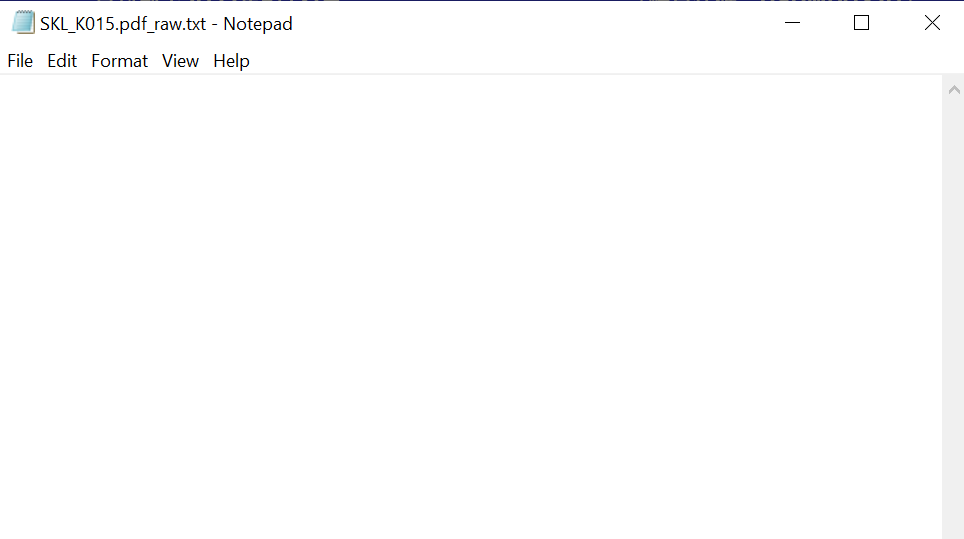 SKL_K015.pdf_raw.txt - Notepad
File Edit Format View Help